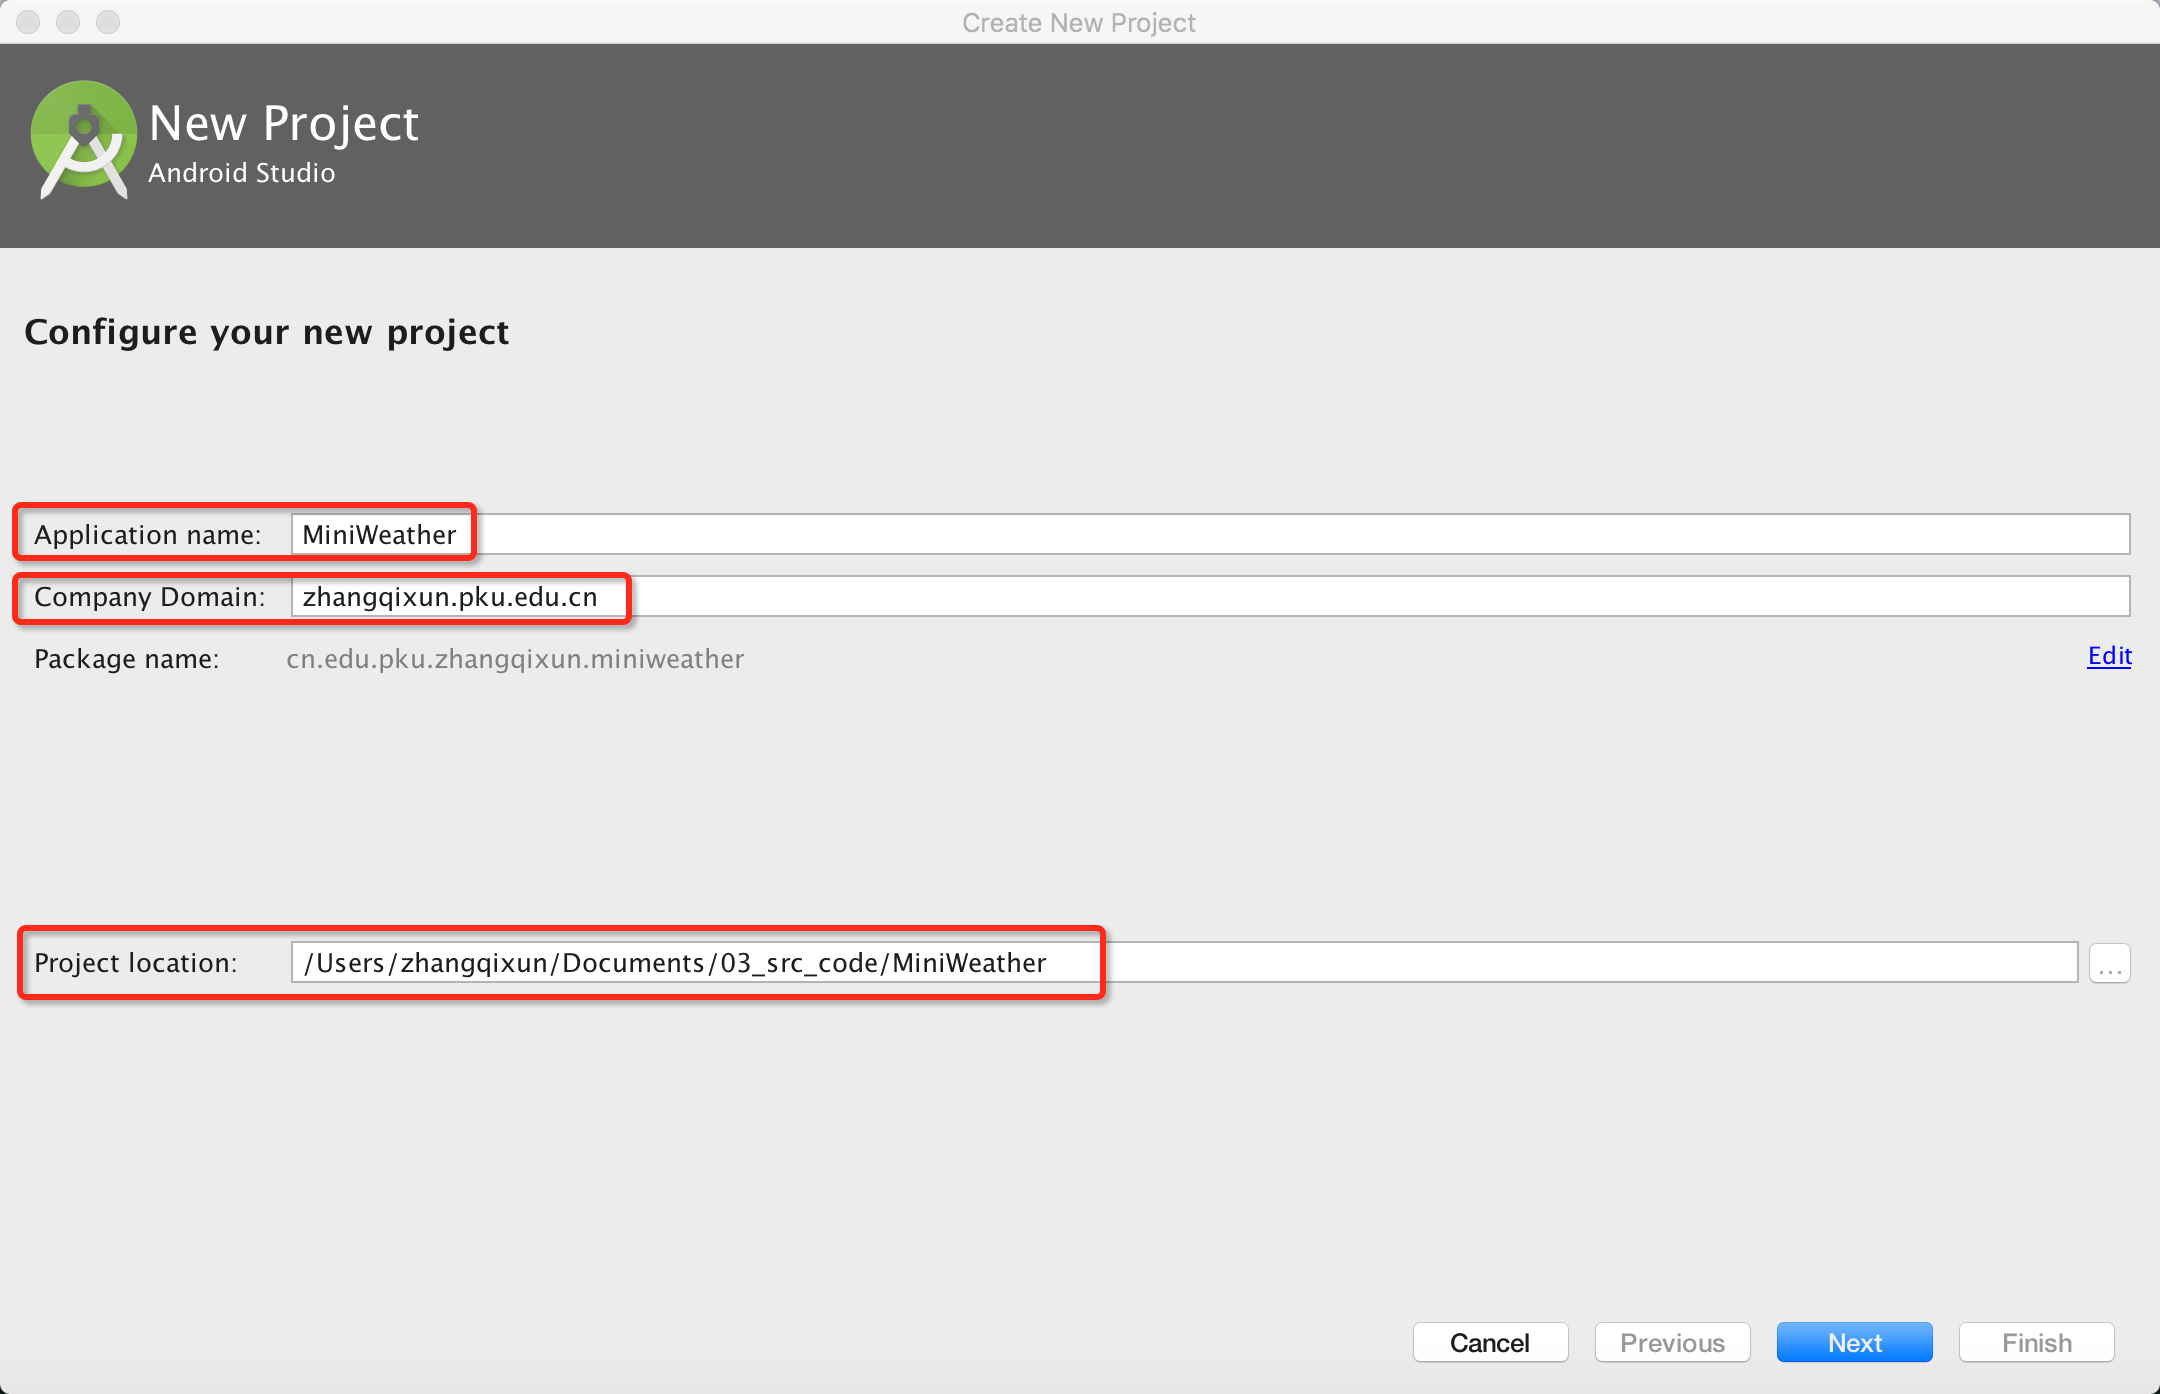 Create New Project
New Project
Android Studio
Configure your new project
Application name: MiniWeather
Company Domain: zhangqixun.pku.edu.cn
Package name: cn.edu.pku.zhangqixun.miniweather Edit
Project location: /Users/zhangqixun/Documents/03_src_code/MiniWeather ...
Cancel Previous Next Finish